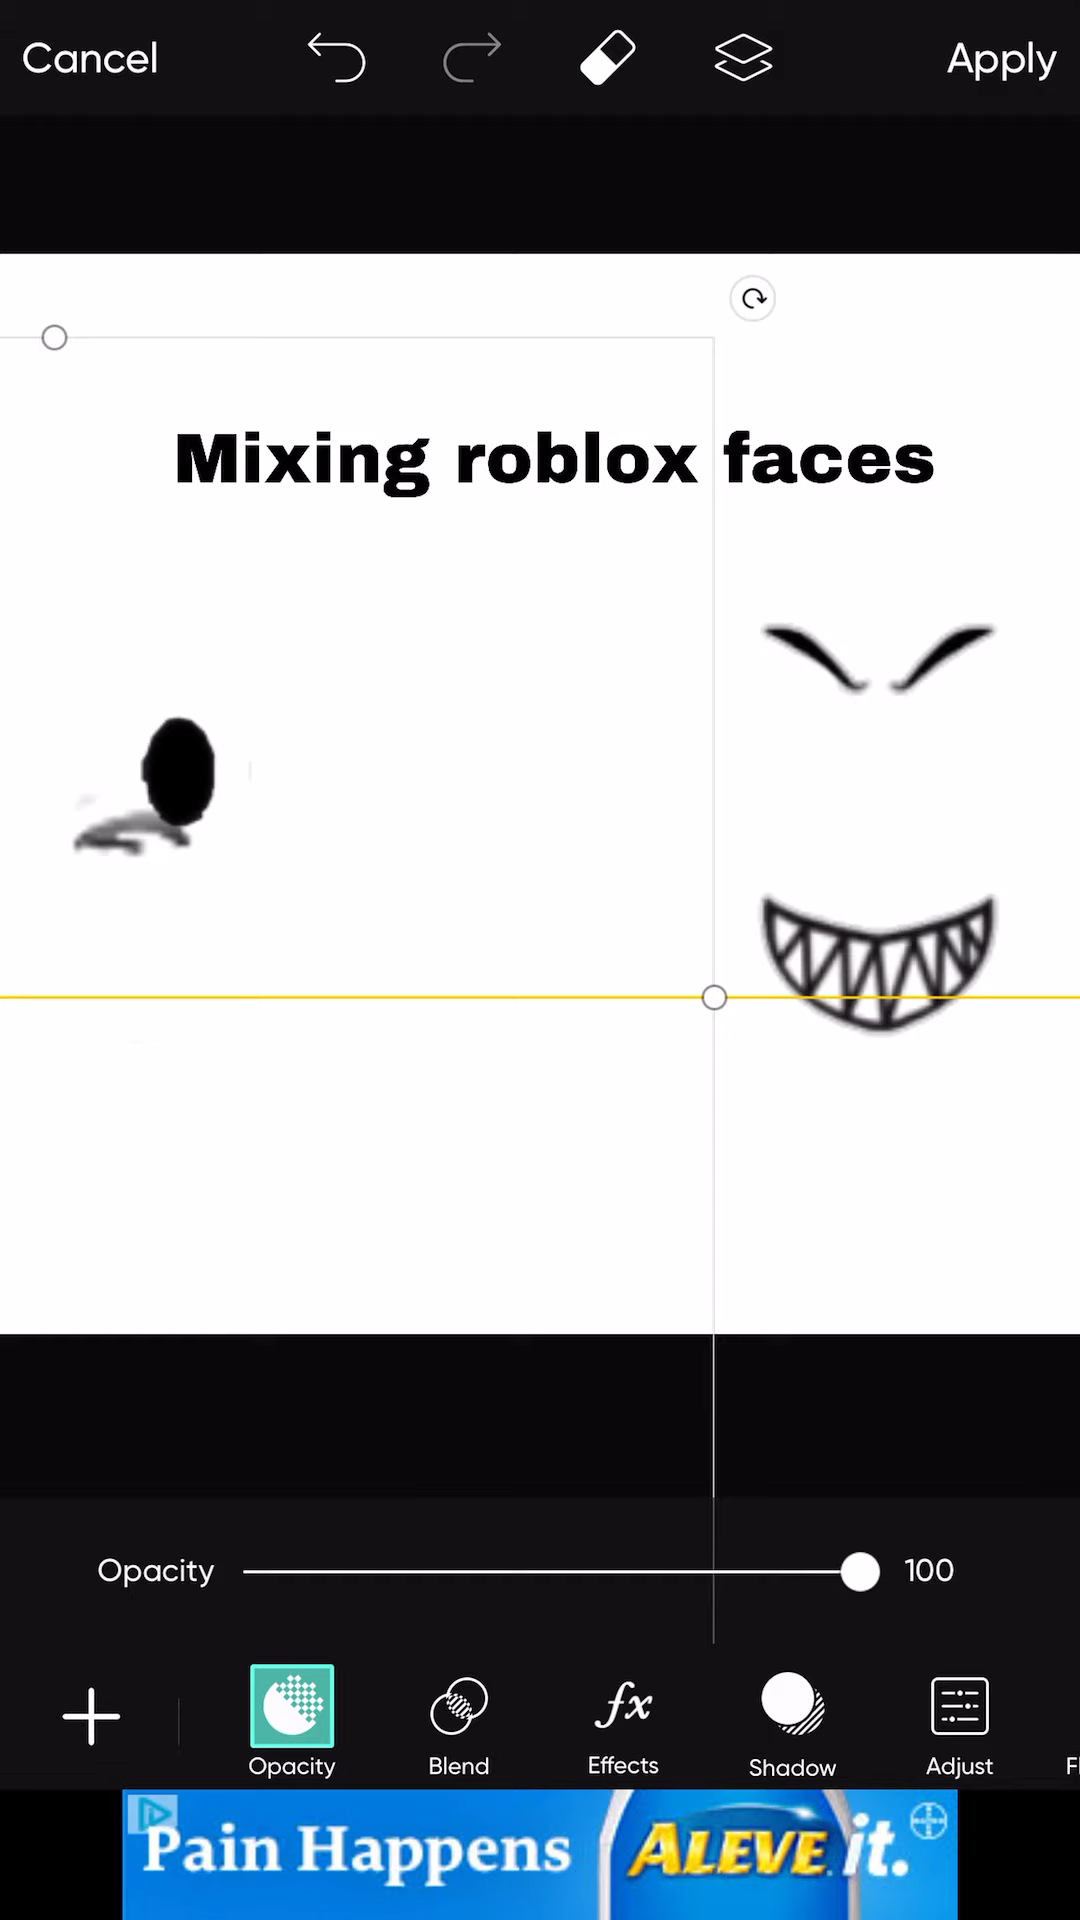 Cancel
Apply
Mixing roblox faces
Opacity 100
Opacity Blend Effects Shadow Adjust
Pain Happens ALEVE it.